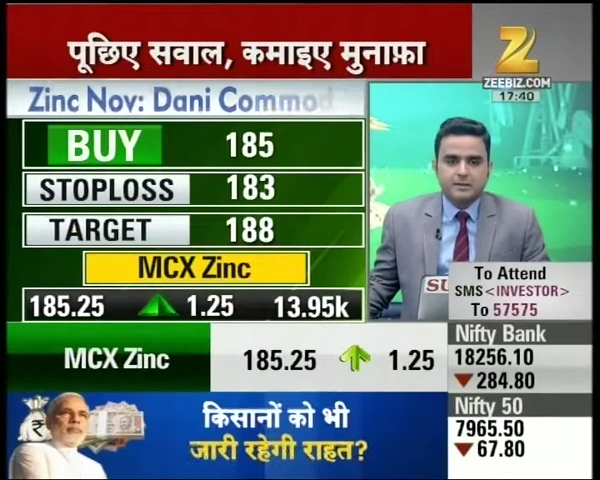 पूछिए सवाल, कमाइए मुनाफ़ा
ZEEBIZ.COM
17:40
Zinc Nov: Dani Commod
BUY 185
STOPLOSS 183
TARGET 188
MCX Zinc
185.25 1.25 13.95k
SU
To Attend
SMS <INVESTOR>
To 57575
MCX Zinc 185.25 1.25
Nifty Bank
18256.10
284.80
Nifty 50
7965.50
67.80
₹
किसानों को भी
जारी रहेगी राहत?